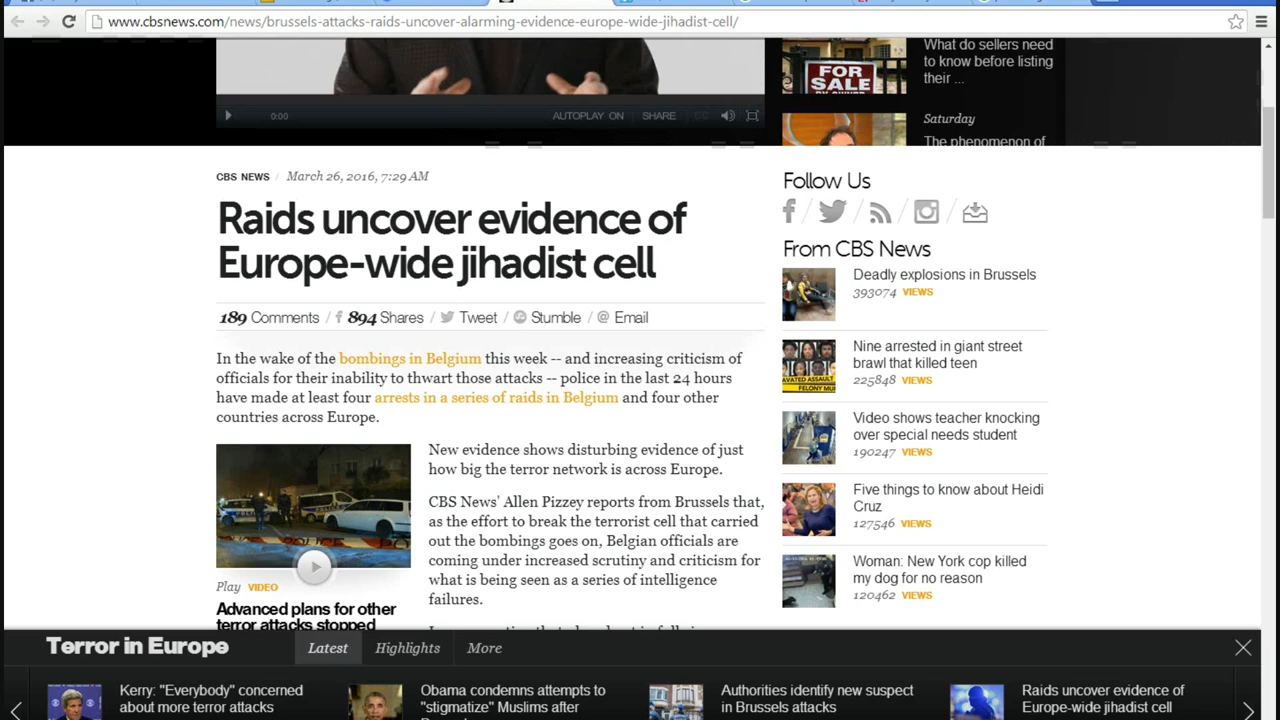 www.cbsnews.com/news/brussels-attacks-raids-uncover-alarming-evidence-europe-wide-jihadist-cell/
0:00
AUTOPLAY ON
SHARE
CC
FOR
SALE
BY OWNER
What do sellers need
to know before listing
their ...
Saturday
The phenomenon of
CBS NEWS / March 26, 2016, 7:29 AM
Raids uncover evidence of
Europe-wide jihadist cell
189 Comments / f 894 Shares / Tweet / Stumble / @ Email
In the wake of the bombings in Belgium this week -- and increasing criticism of
officials for their inability to thwart those attacks -- police in the last 24 hours
have made at least four arrests in a series of raids in Belgium and four other
countries across Europe.
New evidence shows disturbing evidence of just
how big the terror network is across Europe.
CBS News' Allen Pizzey reports from Brussels that,
as the effort to break the terrorist cell that carried
out the bombings goes on, Belgian officials are
coming under increased scrutiny and criticism for
what is being seen as a series of intelligence
failures.
Play VIDEO
Advanced plans for other
terror attacks stopped
Follow Us
From CBS News
Deadly explosions in Brussels
393074 VIEWS
AVATED ASSAULT
FELONY MU
Nine arrested in giant street
brawl that killed teen
225848 VIEWS
Video shows teacher knocking
over special needs student
190247 VIEWS
Five things to know about Heidi
Cruz
127546 VIEWS
Woman: New York cop killed
my dog for no reason
120462 VIEWS
Terror in Europe
Latest
Highlights
More
Kerry: "Everybody" concerned
about more terror attacks
Obama condemns attempts to
"stigmatize" Muslims after
Authorities identify new suspect
in Brussels attacks
Raids uncover evidence of
Europe-wide jihadist cell